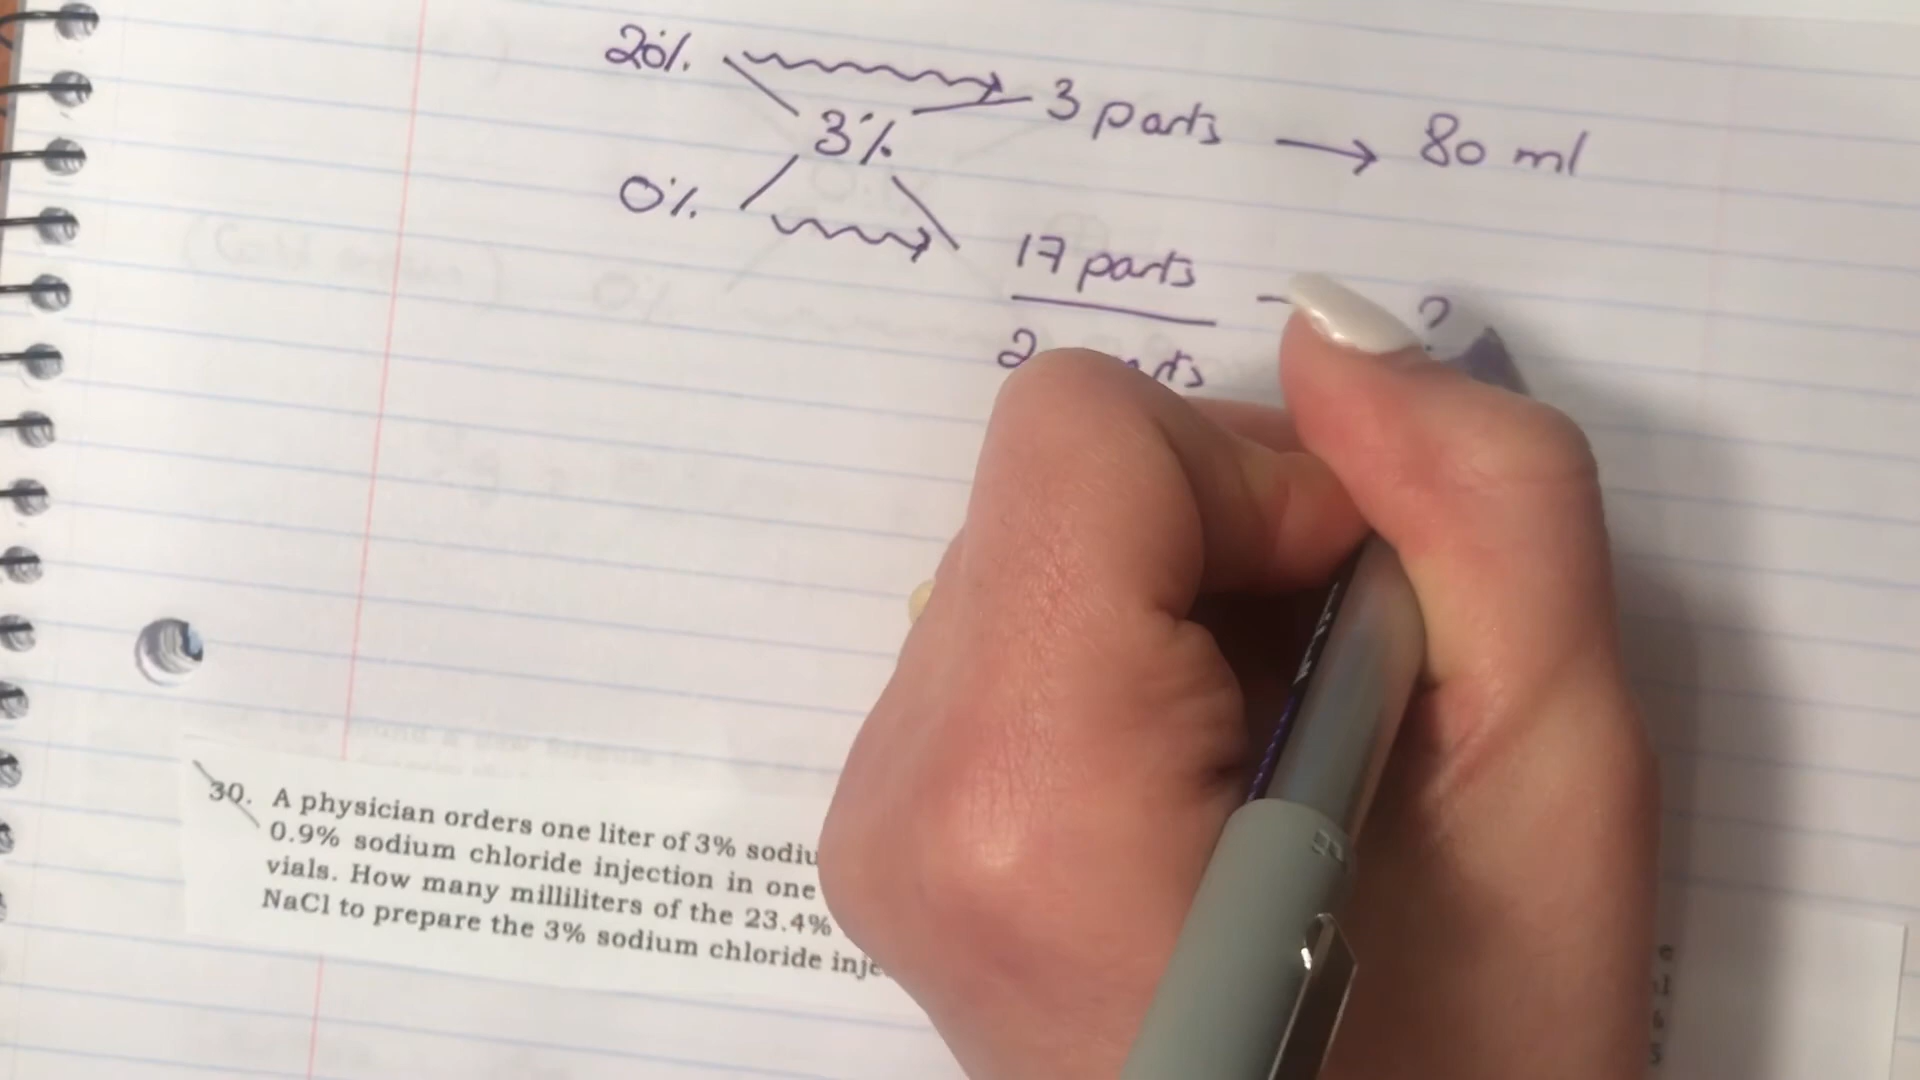 20%. 3 parts → 80 ml
3%
0%. 17 parts ?
2 parts
30. A physician orders one liter of 3%
0.9% sodium chloride injection in one
vials. How many milliliters of the 23.4%
NaCl to prepare the 3% sodium chloride